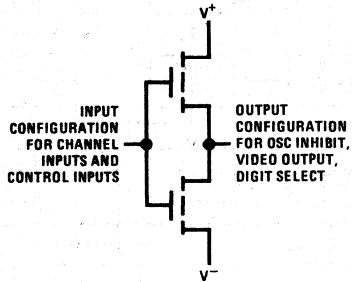 V+
INPUT
CONFIGURATION
FOR CHANNEL
INPUTS AND
CONTROL INPUTS
OUTPUT
CONFIGURATION
FOR OSC INHIBIT,
VIDEO OUTPUT,
DIGIT SELECT
V−